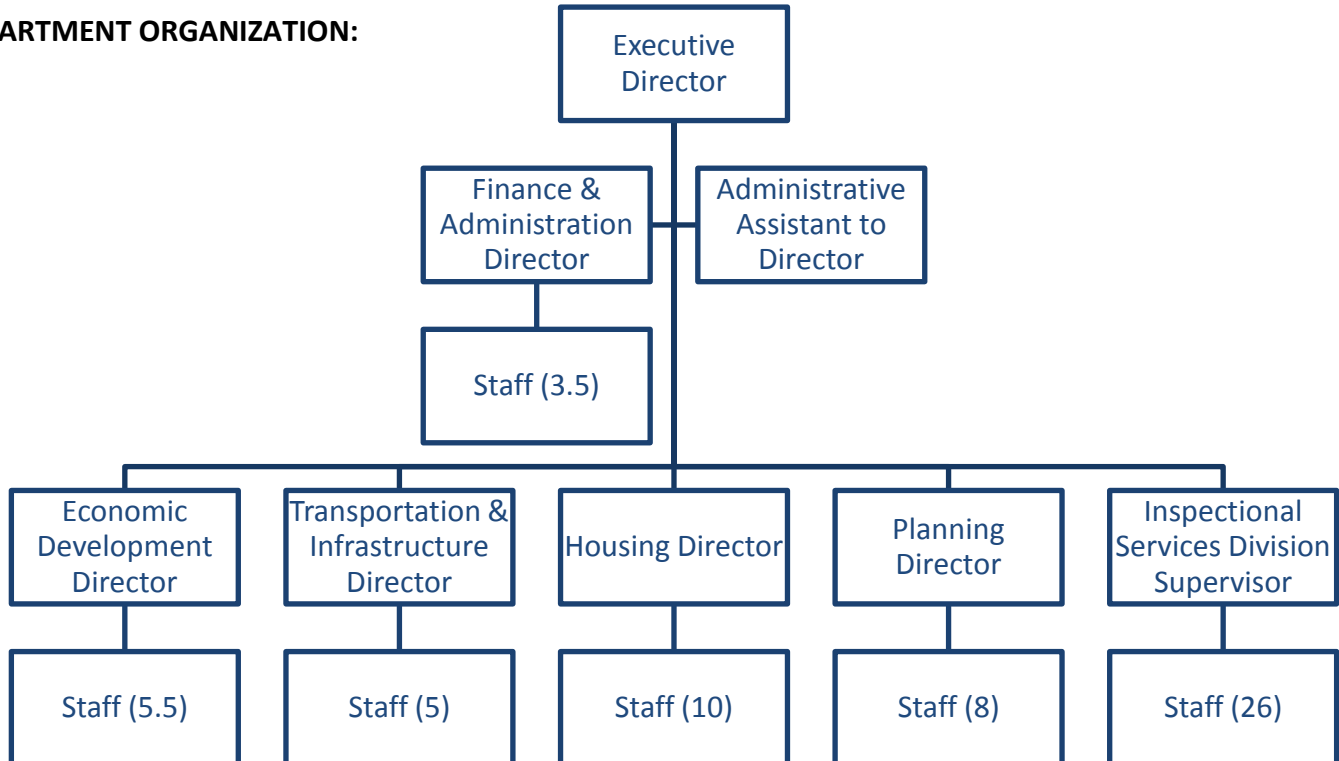 ARTMENT ORGANIZATION:
Executive
Director
Finance &
Administration
Director
Administrative
Assistant to
Director
Staff (3.5)
Economic
Development
Director
Transportation &
Infrastructure
Director
Housing Director
Planning
Director
Inspectional
Services Division
Supervisor
Staff (5.5)
Staff (5)
Staff (10)
Staff (8)
Staff (26)